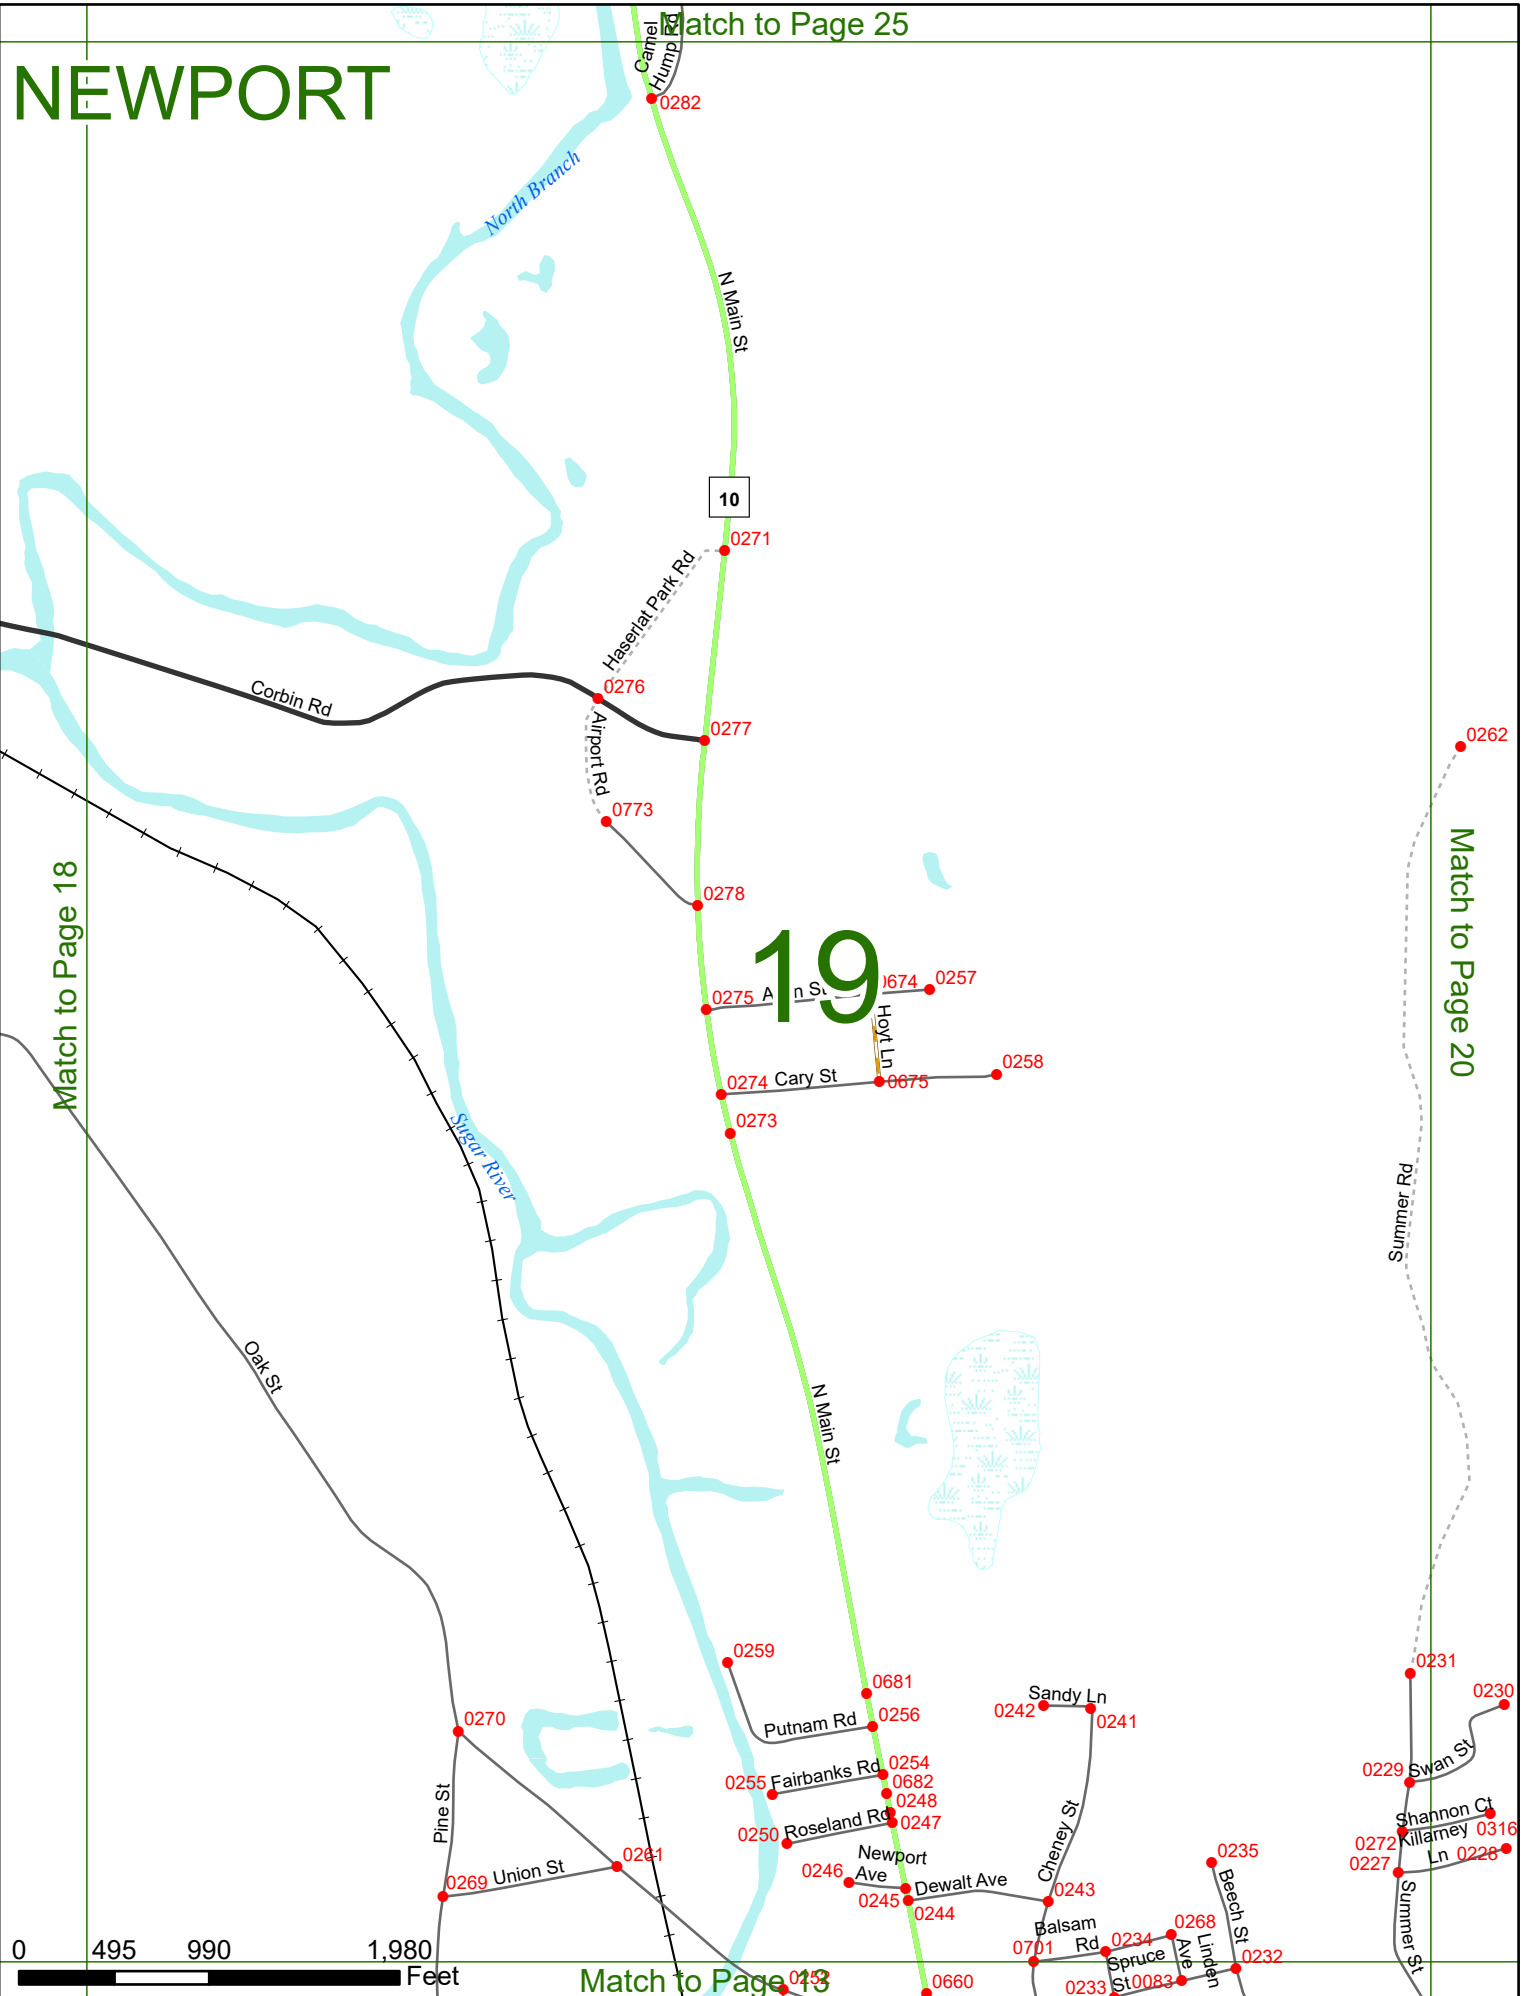 Match to Page 25
NEWPORT
Camel
Hump Rd
0282
North Branch
N Main St
10
0271
Haserlat Park Rd
0276
Corbin Rd
0277
Airport Rd
0262
0773
Match to Page 18
Match to Page 20
0278
19
0275
0257
Hoyt Ln
0258
0274
Cary St
0675
0273
Sugar River
Summer Rd
Oak St
N Main St
0259
0231
0681
Sandy Ln
0242
0241
0230
0270
Putnam Rd
0256
0254
0255
Fairbanks Rd
0682
0229
Swan St
0248
Pine St
0250
Roseland Rd
0247
Cheney St
Shannon Ct
0272
Killarney
0316
Ln
0228
0227
0261
Newport
Ave
0246
0235
0269
Union St
Dewalt Ave
0245
0244
0243
Beech St
Summer St
Balsam
Rd
0268
0234
0701
Spruce
St
Ave
Linden
0232
0233
0083
0 495 990 1,980
Feet
Match to Page 13
0252
0660